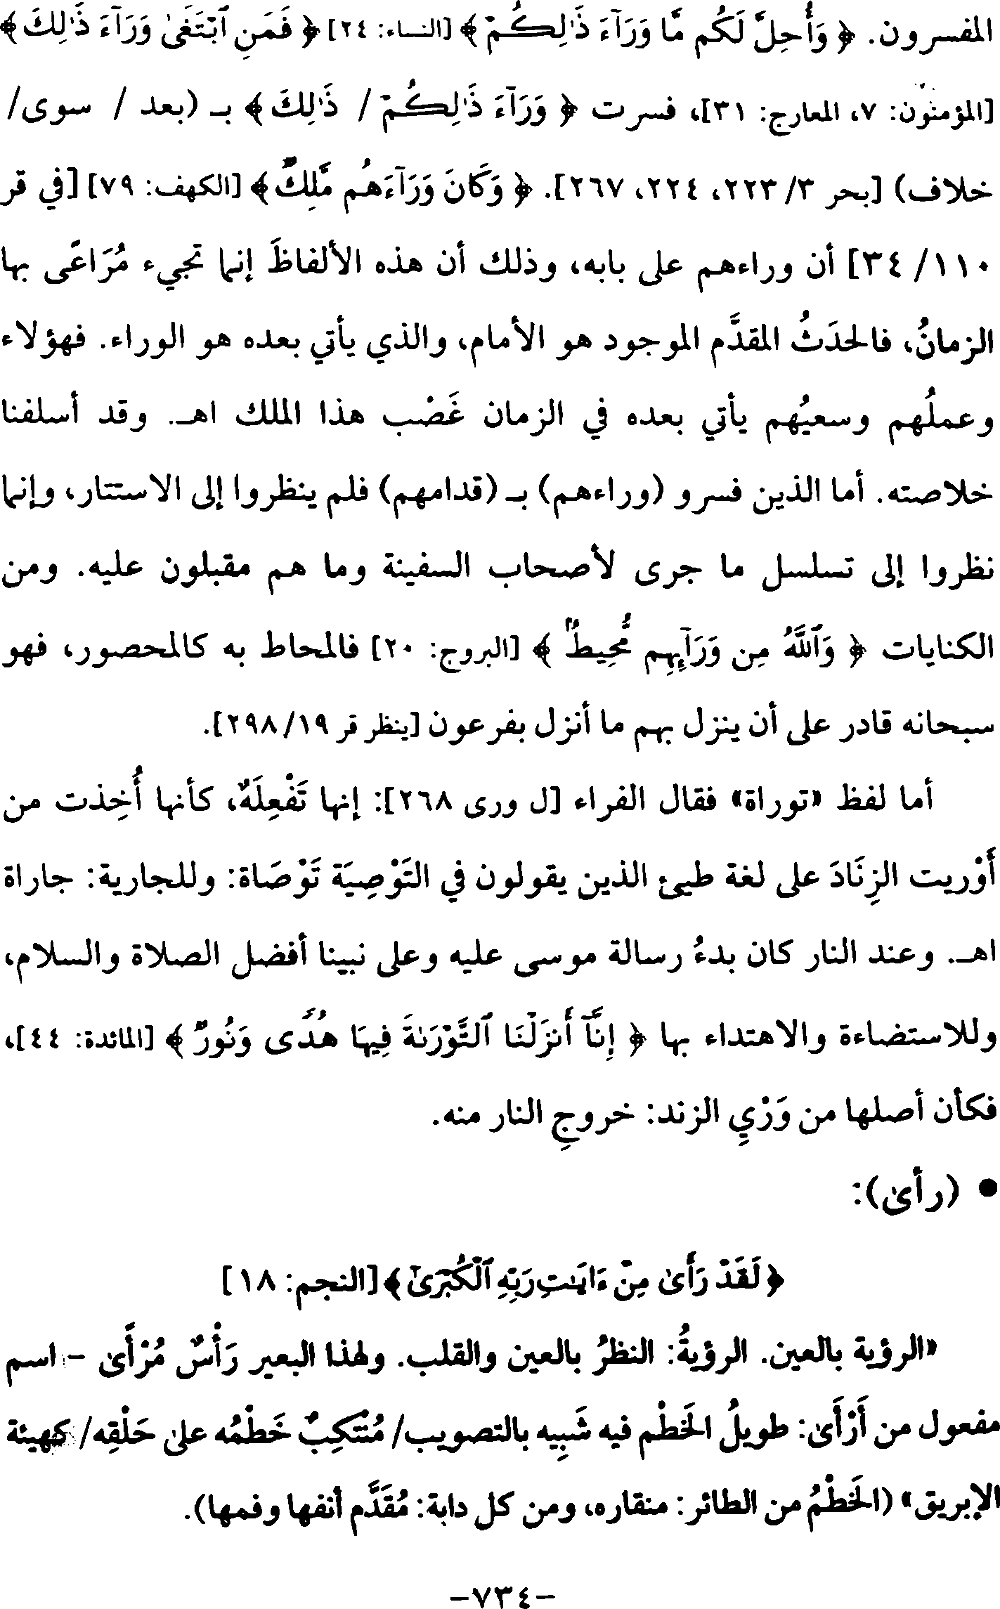 المفسرون. ﴿ وَأُحِلَّ لَكُم مَّا وَرَآءَ ذَٰلِكُمْ ﴾ [النساء: ٢٤] ﴿ فَمَنِ ٱبْتَغَىٰ وَرَآءَ ذَٰلِكَ ﴾
[المؤمنون: ٧، المعارج: ٣١]، فسرت ﴿ وَرَآءَ ذَٰلِكُمْ / ذَٰلِكَ ﴾ بـ (بعد / سوى/
خلاف) [بحر ٣/ ٢٢٣، ٢٢٤، ٢٦٧]. ﴿ وَكَانَ وَرَآءَهُم مَّلِكٌ ﴾ [الكهف: ٧٩] [في قر
١١٠/ ٣٤] أن وراءهم على بابه، وذلك أن هذه الألفاظَ إنما تجيء مُرَاعًى بها
الزمانُ، فالحدَثُ المقدَّم الموجود هو الأمام، والذي يأتي بعده هو الوراء. فهؤلاء
وعملُهم وسعيُهم يأتي بعده في الزمان غَصْب هذا الملك اهـ. وقد أسلفنا
خلاصته. أما الذين فسرو (وراءهم) بـ (قدامهم) فلم ينظروا إلى الاستتار، وإنما
نظروا إلى تسلسل ما جرى لأصحاب السفينة وما هم مقبلون عليه. ومن
الكنايات ﴿ وَٱللَّهُ مِن وَرَآئِهِم مُّحِيطٌ ﴾ [البروج: ٢٠] فالمحاط به كالمحصور، فهو
سبحانه قادر على أن ينزل بهم ما أنزل بفرعون [ينظر قر ١٩/ ٢٩٨].
أما لفظ «توراة» فقال الفراء [ل ورى ٢٦٨]: إنها تَفْعِلَةٌ، كأنها أُخِذت من
أَوْريت الزِنَادَ على لغة طيئ الذين يقولون في التَوْصِيَة تَوْصَاة: وللجارية: جاراة
اهـ. وعند النار كان بدءُ رسالة موسى عليه وعلى نبينا أفضل الصلاة والسلام،
وللاستضاءة والاهتداء بها ﴿ إِنَّآ أَنزَلْنَا ٱلتَّوْرَىٰةَ فِيهَا هُدًى وَنُورٌ ﴾ [المائدة: ٤٤]،
فكأن أصلها من وَرْيِ الزند: خروجِ النار منه.
• (رأى):
﴿ لَقَدْ رَأَىٰ مِنْ ءَايَٰتِ رَبِّهِ ٱلْكُبْرَىٰٓ ﴾ [النجم: ١٨]
«الرؤية بالعين. الرؤيةُ: النظرُ بالعين والقلب. ولهذا البعير رَأْسٌ مُرْأًى - اسم
مفعول من أَرْأَىٰ: طويلُ الخَطْم فيه شَبِيه بالتصويب/ مُنْتَكِبٌ خَطْمُه علىٰ حَلْقِه/ كهيئة
الإبريق» (الخَطْمُ من الطائر: منقاره، ومن كل دابة: مُقَدَّم أنفها وفمها).
-٧٣٤-